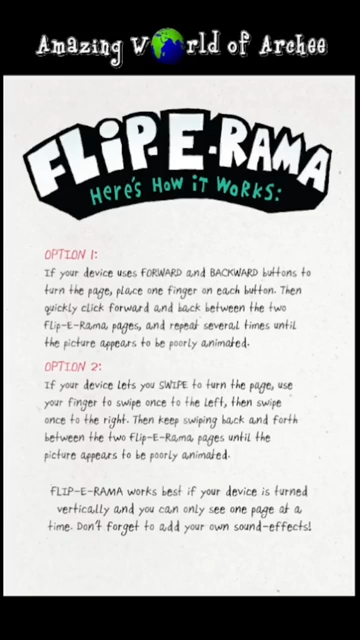 Amazing World of Archee
FLIP-E-RAMA
HERE'S HOW IT WORKS:
OPTION 1:
If your device uses FORWARD and BACKWARD buttons to
turn the page, place one finger on each button. Then
quickly click forward and back between the two
Flip-E-Rama pages, and repeat several times until
the picture appears to be poorly animated.
OPTION 2:
If your device lets you SWIPE to turn the page, use
your finger to swipe once to the left, then swipe
once to the right. Then keep swiping back and forth
between the two Flip-E-Rama pages until the
picture appears to be poorly animated.
FLIP-E-RAMA works best if your device is turned
vertically and you can only see one page at a
time. Don't forget to add your own sound-effects!